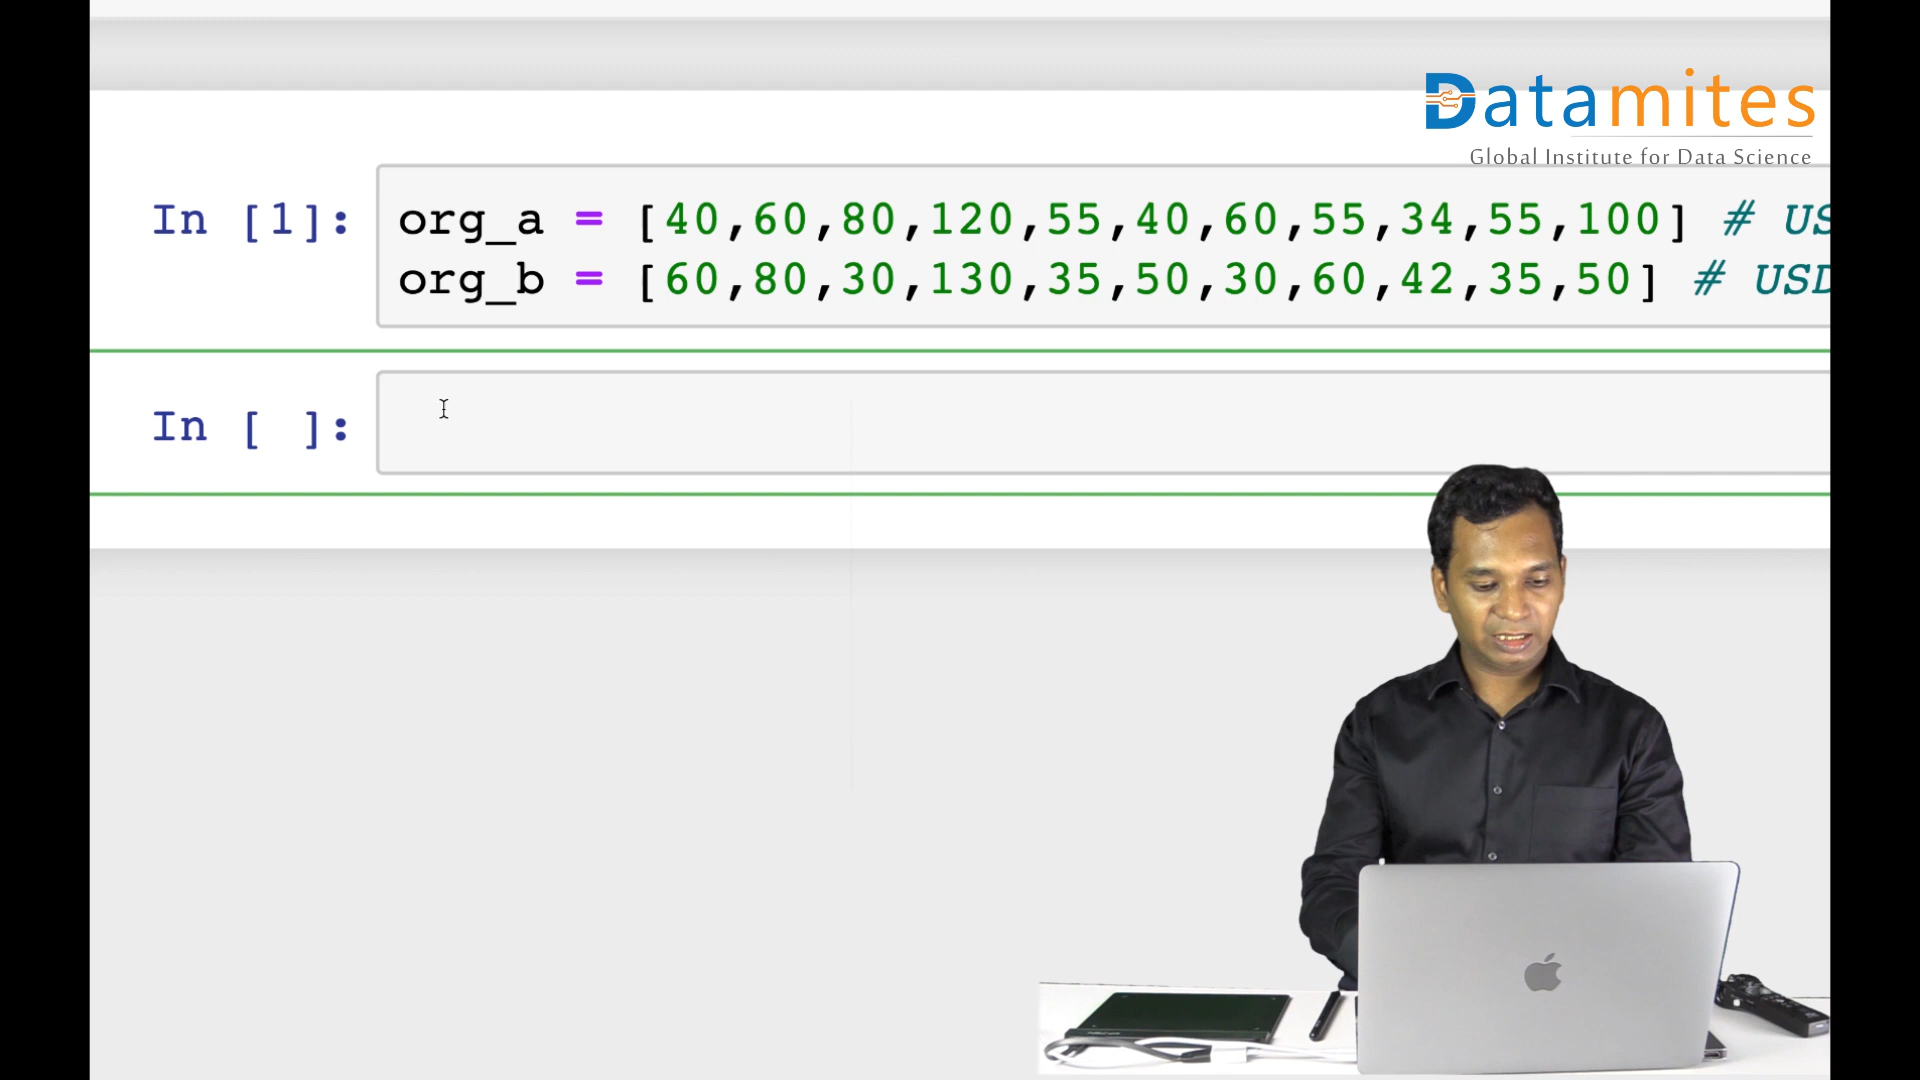 Datamites
Global Institute for Data Science
In [1]: org_a = [40,60,80,120,55,40,60,55,34,55,100] #
org_b = [60,80,30,130,35,50,30,60,42,35,50] # USD
In [ ]: